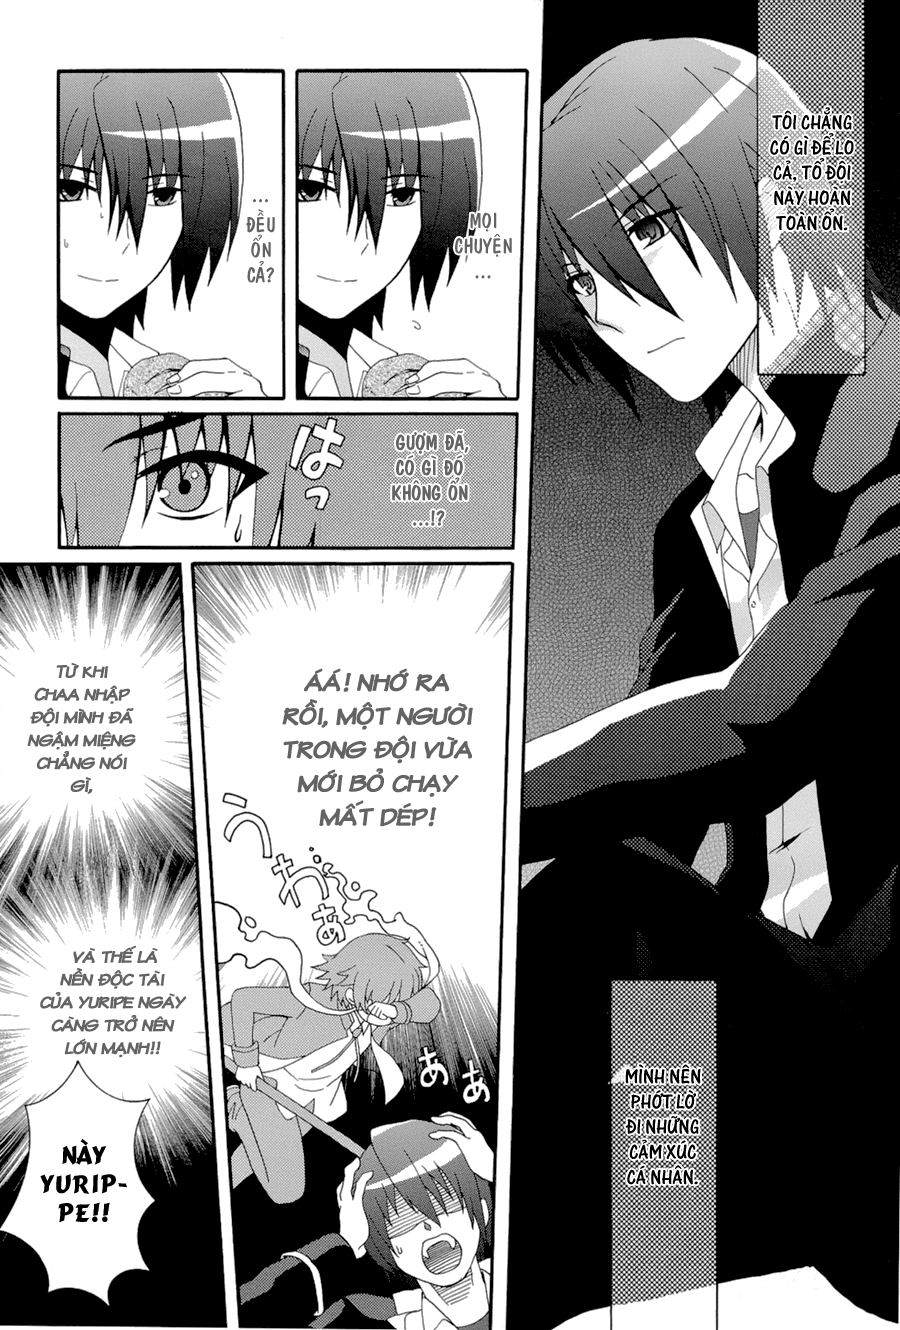 TÔI CHẲNG
CÓ GÌ ĐỂ LO
CẢ, TỔ ĐỘI
NÀY HOÀN
TOÀN ỔN.
MÌNH NÊN
PHỚT LỜ
ĐI NHỮNG
CẢM XÚC
CÁ NHÂN.
MỌI
CHUYỆN
...
...
ĐỀU
ỔN
CẢ?
GƯỢM ĐÃ,
CÓ GÌ ĐÓ
KHÔNG ỔN
...!?
はっ
ÁÁ! NHỚ RA
RỒI, MỘT NGƯỜI
TRONG ĐỘI VỪA
MỚI BỎ CHẠY
MẤT DÉP!
うわぁぁん
ああ
TỪ KHI
CHAA NHẬP
ĐỘI MÌNH ĐÃ
NGẬM MIỆNG
CHẲNG NÓI
GÌ,
VÀ THẾ LÀ
NỀN ĐỘC TÀI
CỦA YURIPE NGÀY
CÀNG TRỞ NÊN
LỚN MẠNH!!
NÀY
YURIP-
PE!!